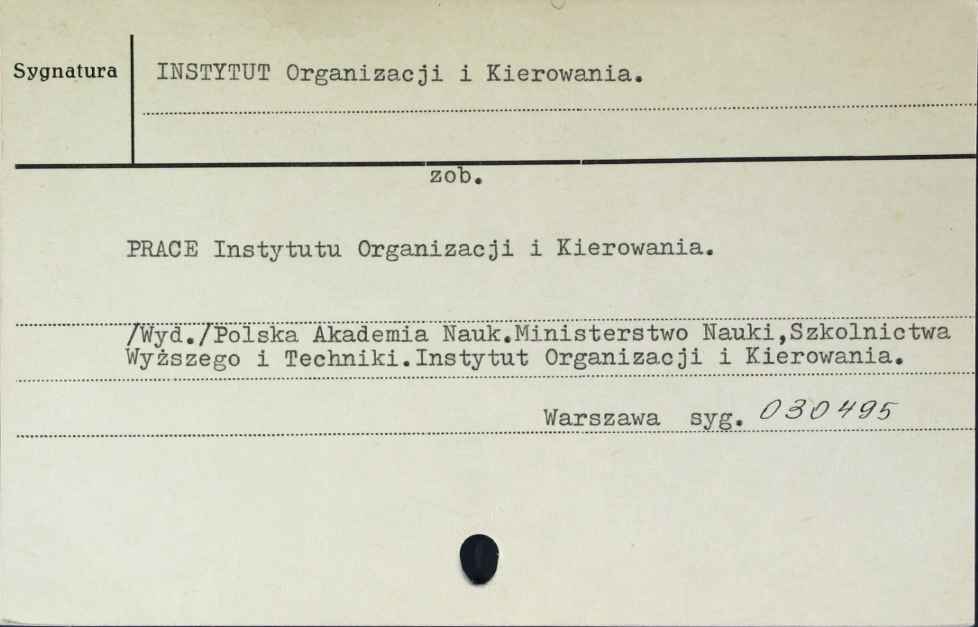 Sygnatura
INSTYTUT Organizacji i Kierowania.
zob.
PRACE Instytutu Organizacji i Kierowania.
/Wyd./Polska Akademia Nauk.Ministerstwo Nauki,Szkolnictwa
Wyższego i Techniki.Instytut Organizacji i Kierowania.
Warszawa syg. 030495